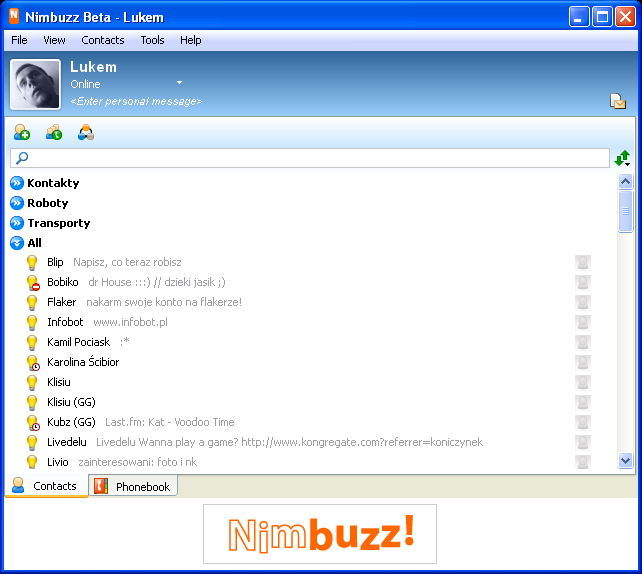 Nimbuzz Beta - Lukem
File View Contacts Tools Help
Lukem
Online
<Enter personal message>
Kontakty
Roboty
Transporty
All
Blip Napisz, co teraz robisz
Bobiko dr House :::) // dzieki jasik ;)
Flaker nakarm swoje konto na flakerze!
Infobot www.infobot.pl
Kamil Pociask :*
Karolina Ścibior
Klisiu
Klisiu (GG)
Kubz (GG) Last.fm: Kat - Voodoo Time
Livedelu Livedelu Wanna play a game? http://www.kongregate.com?referrer=koniczynek
Livio zainteresowani: foto i nk
Contacts Phonebook
Nimbuzz!